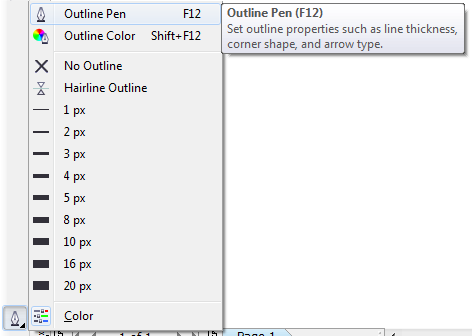 Outline Pen F12
Outline Color Shift+F12
No Outline
Hairline Outline
1 px
2 px
3 px
4 px
5 px
8 px
10 px
16 px
20 px
Color
Outline Pen (F12)
Set outline properties such as line thickness,
corner shape, and arrow type.
1 of 1
Page 1